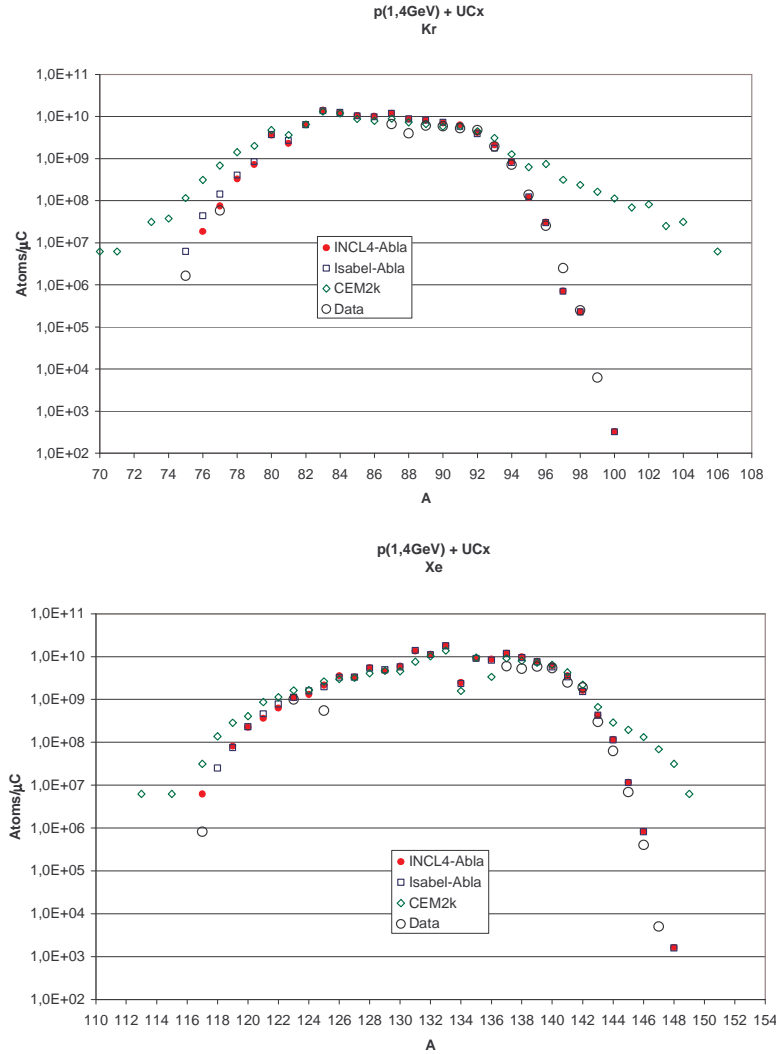 p(1,4GeV) + UCx
Kr
1,0E+11
1,0E+10
1,0E+09
1,0E+08
1,0E+07
1,0E+06
1,0E+05
1,0E+04
1,0E+03
1,0E+02
Atoms/µC
INCL4-Abla
Isabel-Abla
CEM2k
Data
70 72 74 76 78 80 82 84 86 88 90 92 94 96 98 100 102 104 106 108
A
p(1,4GeV) + UCx
Xe
1,0E+11
1,0E+10
1,0E+09
1,0E+08
1,0E+07
1,0E+06
1,0E+05
1,0E+04
1,0E+03
1,0E+02
Atoms/µC
INCL4-Abla
Isabel-Abla
CEM2k
Data
110 112 114 116 118 120 122 124 126 128 130 132 134 136 138 140 142 144 146 148 150 152 154
A